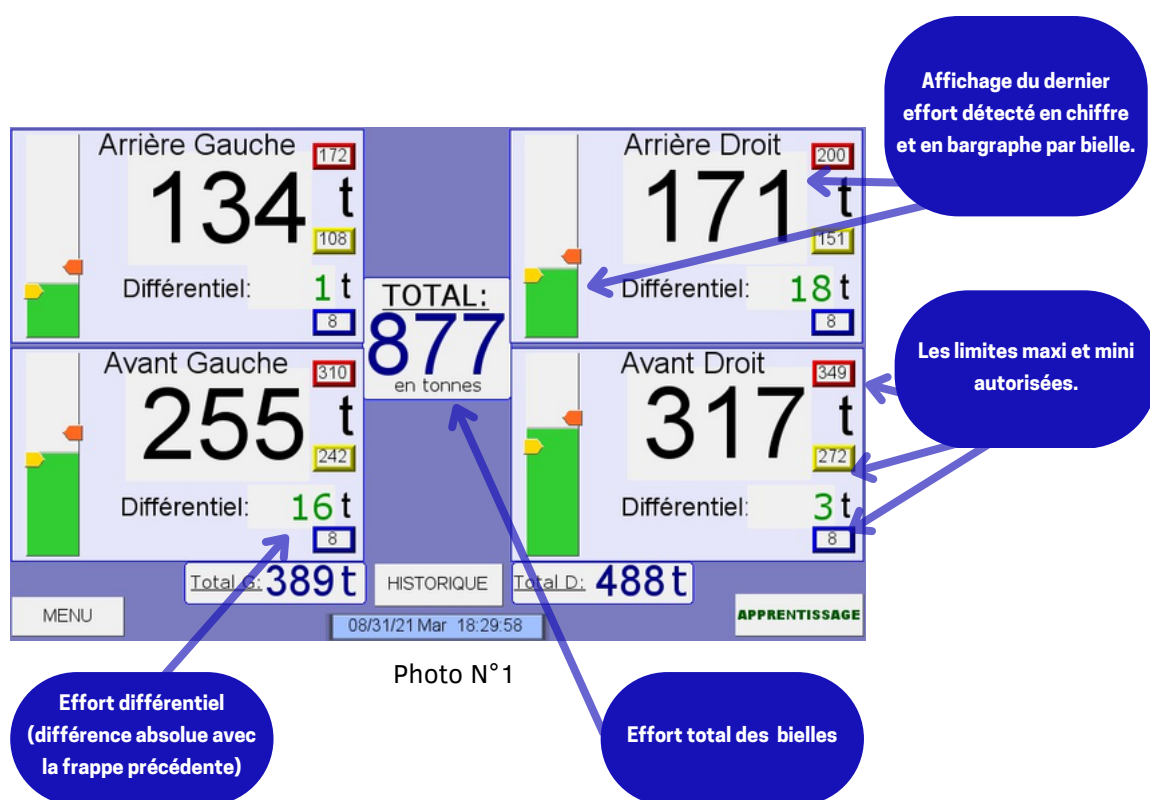 Affichage du dernier
effort détecté en chiffre
et en bargraphe par bielle.
Arrière Gauche
172
134 t
108
Différentiel: 1 t
8
Arrière Droit
200
171 t
151
Différentiel: 18 t
8
TOTAL:
877
en tonnes
Avant Gauche
310
255 t
242
Différentiel: 16 t
8
Avant Droit
349
317 t
272
Différentiel: 3 t
8
Les limites maxi et mini
autorisées.
Total G: 389 t
HISTORIQUE
Total D: 488 t
MENU
08/31/21 Mar 18:29:58
APPRENTISSAGE
Photo N°1
Effort différentiel
(différence absolue avec
la frappe précédente)
Effort total des bielles